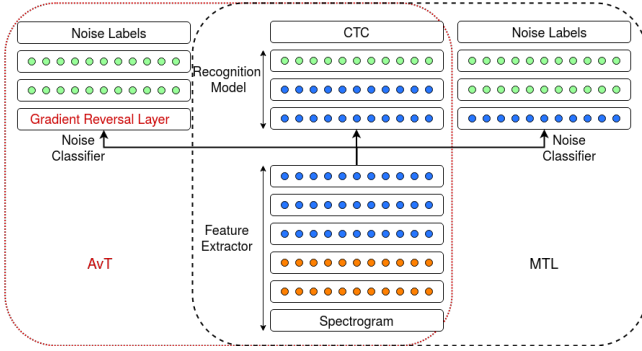 Noise Labels
CTC
Noise Labels
Recognition
Model
Gradient Reversal Layer
Noise
Classifier
Noise
Classifier
Feature
Extractor
AvT
MTL
Spectrogram